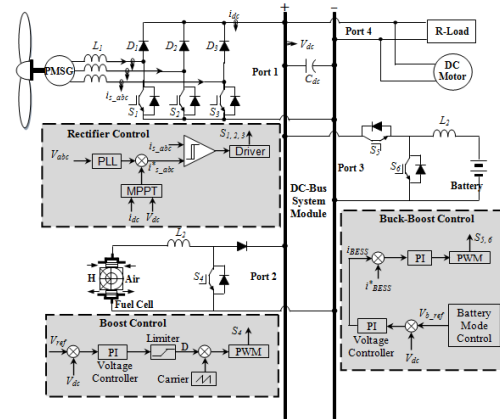 + −
i_dc
L_1 D_1 D_2 D_3
V_dc
Port 4
R-Load
PMSG
Port 1
C_dc
DC Motor
i_s_abc
S_1 S_2 S_3
Rectifier Control
S_1,2,3
V_abc PLL i_s_abc
i*_s_abc
Driver
MPPT
i_dc V_dc
S_5
L_2
S_6
Port 3
Battery
DC-Bus
System
Module
L_2
H Air
S_4
Port 2
Fuel Cell
Buck-Boost Control
i_BESS
S_5,6
PI PWM
i*_BESS
V_b_ref
PI
Voltage
Controller
V_dc
Battery
Mode
Control
Boost Control
V_ref
PI
Limiter
D
S_4
PWM
V_dc
Voltage
Controller
Carrier